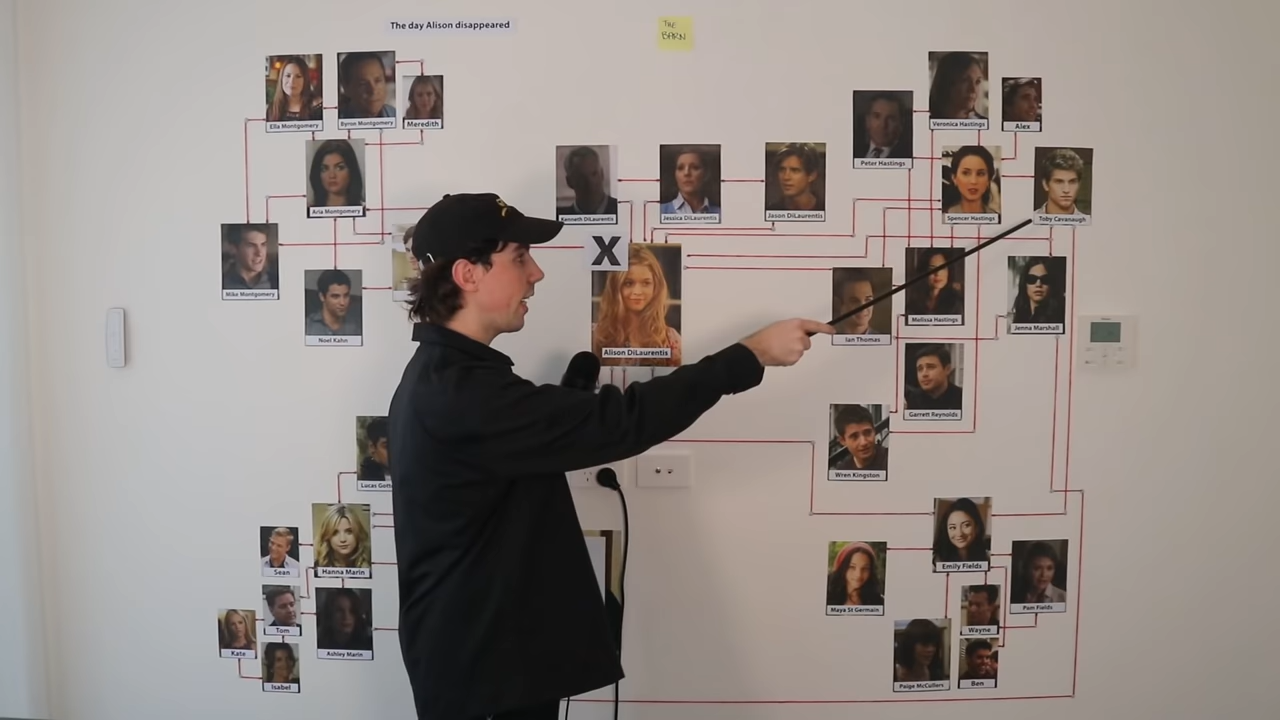 The day Alison disappeared
THE
BARN
Ella Montgomery
Byron Montgomery
Meredith
Aria Montgomery
Mike Montgomery
Noel Kahn
Kenneth DiLaurentis
Jessica DiLaurentis
Jason DiLaurentis
X
Alison DiLaurentis
Peter Hastings
Veronica Hastings
Alex
Spencer Hastings
Toby Cavanaugh
Ian Thomas
Melissa Hastings
Jenna Marshall
Garrett Reynolds
Wren Kingston
Lucas Gott
Sean
Hanna Marin
Tom
Kate
Isabel
Ashley Marin
Emily Fields
Maya St Germain
Pam Fields
Wayne
Paige McCullers
Ben